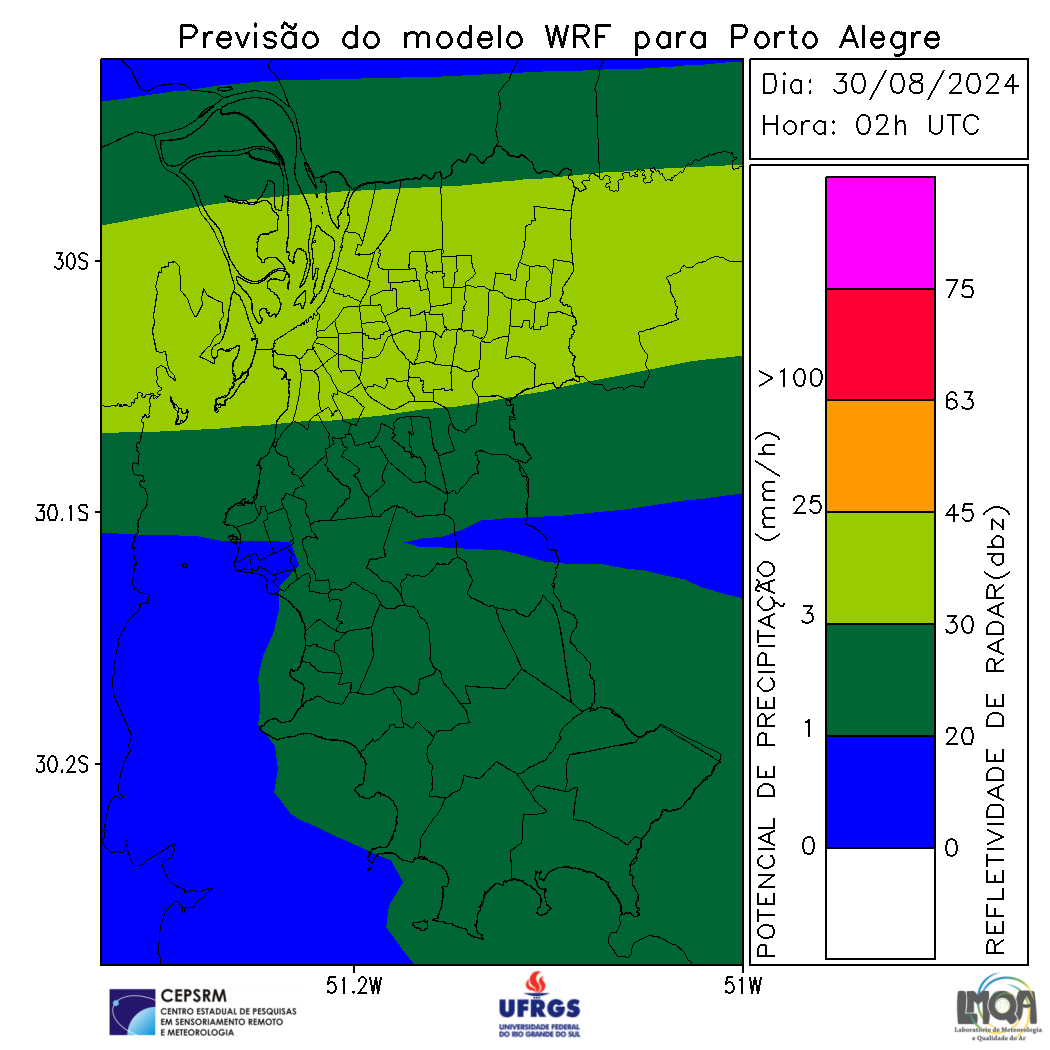 Previsão do modelo WRF para Porto Alegre
Dia: 30/08/2024
Hora: 02h UTC
30S
30.1S
30.2S
51.2W
51W
POTENCIAL DE PRECIPITAÇÃO (mm/h)
>100
25
3
1
0
75
63
45
30
20
0
REFLETIVIDADE DE RADAR(dbz)
CEPSRM
CENTRO ESTADUAL DE PESQUISAS
EM SENSORIAMENTO REMOTO
E METEOROLOGIA
UFRGS
UNIVERSIDADE FEDERAL
DO RIO GRANDE DO SUL
LMQA
Laboratório de Meteorologia
e Qualidade do Ar